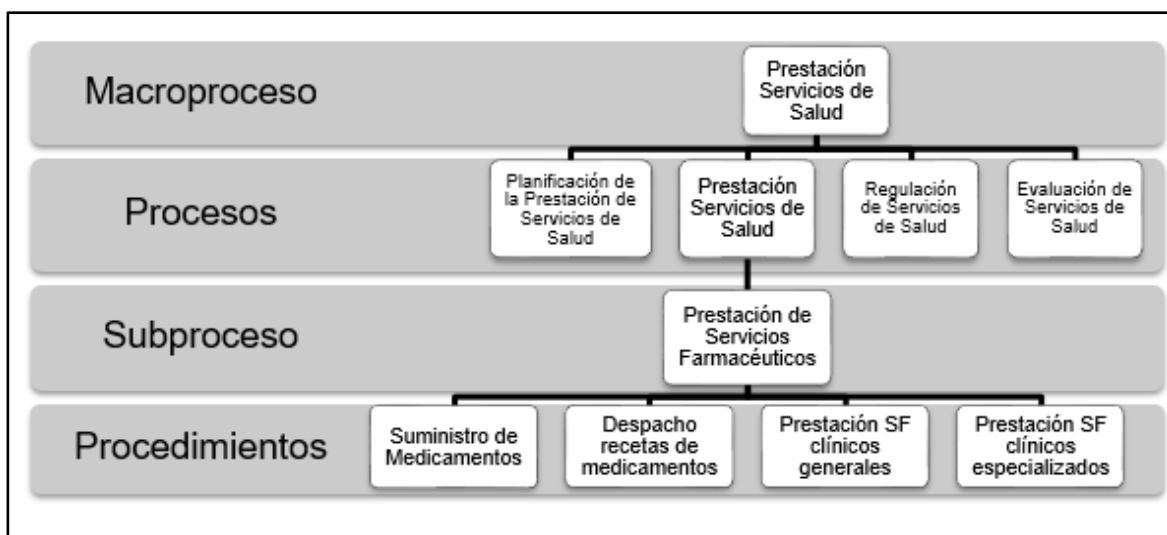 Macroproceso
Prestación
Servicios de
Salud
Procesos
Planificación de
la Prestación de
Servicios de
Salud
Prestación
Servicios de
Salud
Regulación
de Servicios
de Salud
Evaluación de
Servicios de
Salud
Subproceso
Prestación de
Servicios
Farmacéuticos
Procedimientos
Suministro de
Medicamentos
Despacho
recetas de
medicamentos
Prestación SF
clínicos
generales
Prestación SF
clínicos
especializados